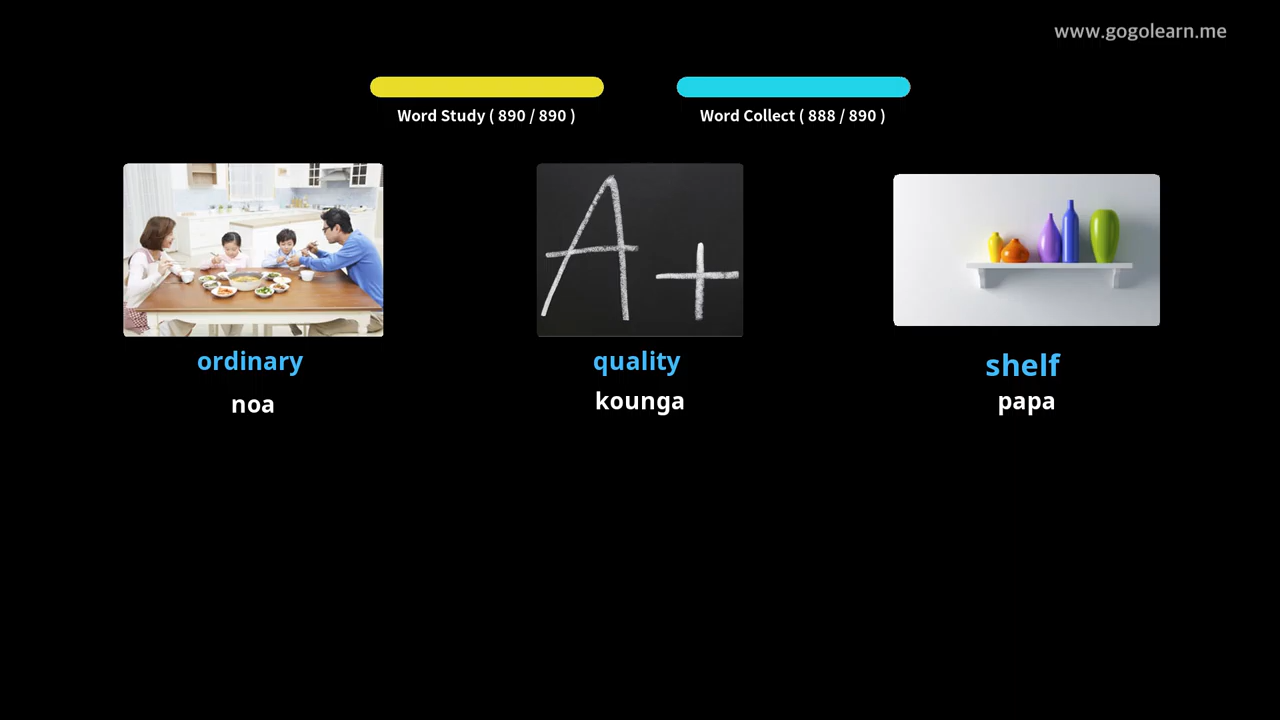 www.gogolearn.me
Word Study ( 890 / 890 )
Word Collect ( 888 / 890 )
A+
ordinary
noa
quality
kounga
shelf
papa